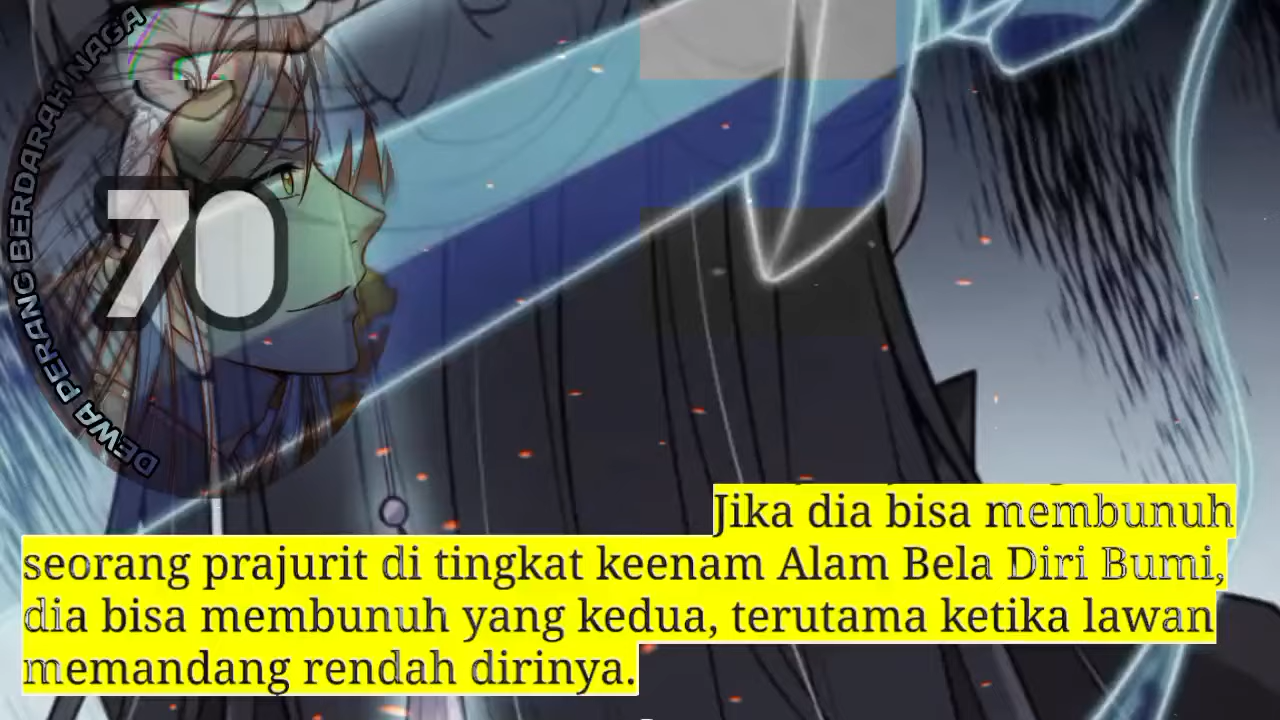 DEWA PERANG BERDARAH NAGA
70
Jika dia bisa membunuh
seorang prajurit di tingkat keenam Alam Bela Diri Bumi,
dia bisa membunuh yang kedua, terutama ketika lawan
memandang rendah dirinya.